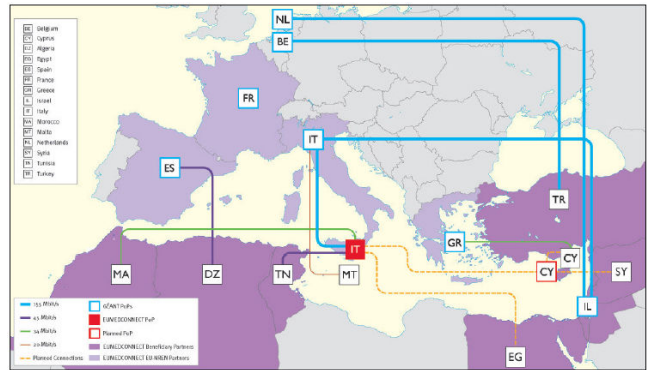 BE Belgium
CY Cyprus
DZ Algeria
EG Egypt
ES Spain
FR France
GR Greece
IL Israel
IT Italy
MA Morocco
MT Malta
NL Netherlands
SY Syria
TN Tunisia
TR Turkey
NL
BE
FR
IT
ES
TR
GR
IT
CY
MA
DZ
TN
MT
CY
SY
IL
EG
155 Mbit/s
45 Mbit/s
34 Mbit/s
20 Mbit/s
Planned Connections
GÉANT PoPs
EUMEDCONNECT PoP
Planned PoP
EUMEDCONNECT Beneficiary Partners
EUMEDCONNECT EU NREN Partners